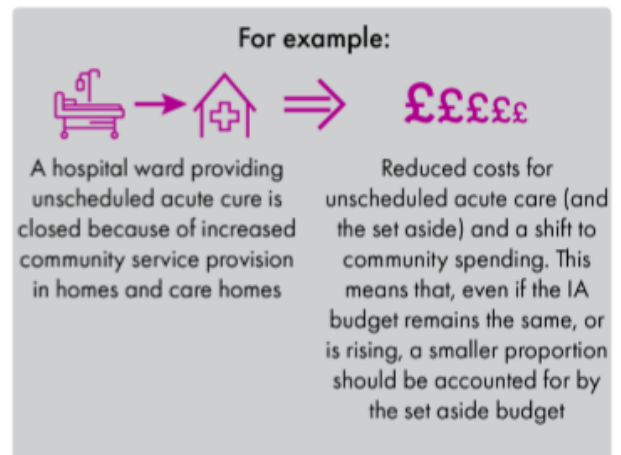 For example:
£££££
A hospital ward providing
unscheduled acute cure is
closed because of increased
community service provision
in homes and care homes
Reduced costs for
unscheduled acute care (and
the set aside) and a shift to
community spending. This
means that, even if the IA
budget remains the same, or
is rising, a smaller proportion
should be accounted for by
the set aside budget